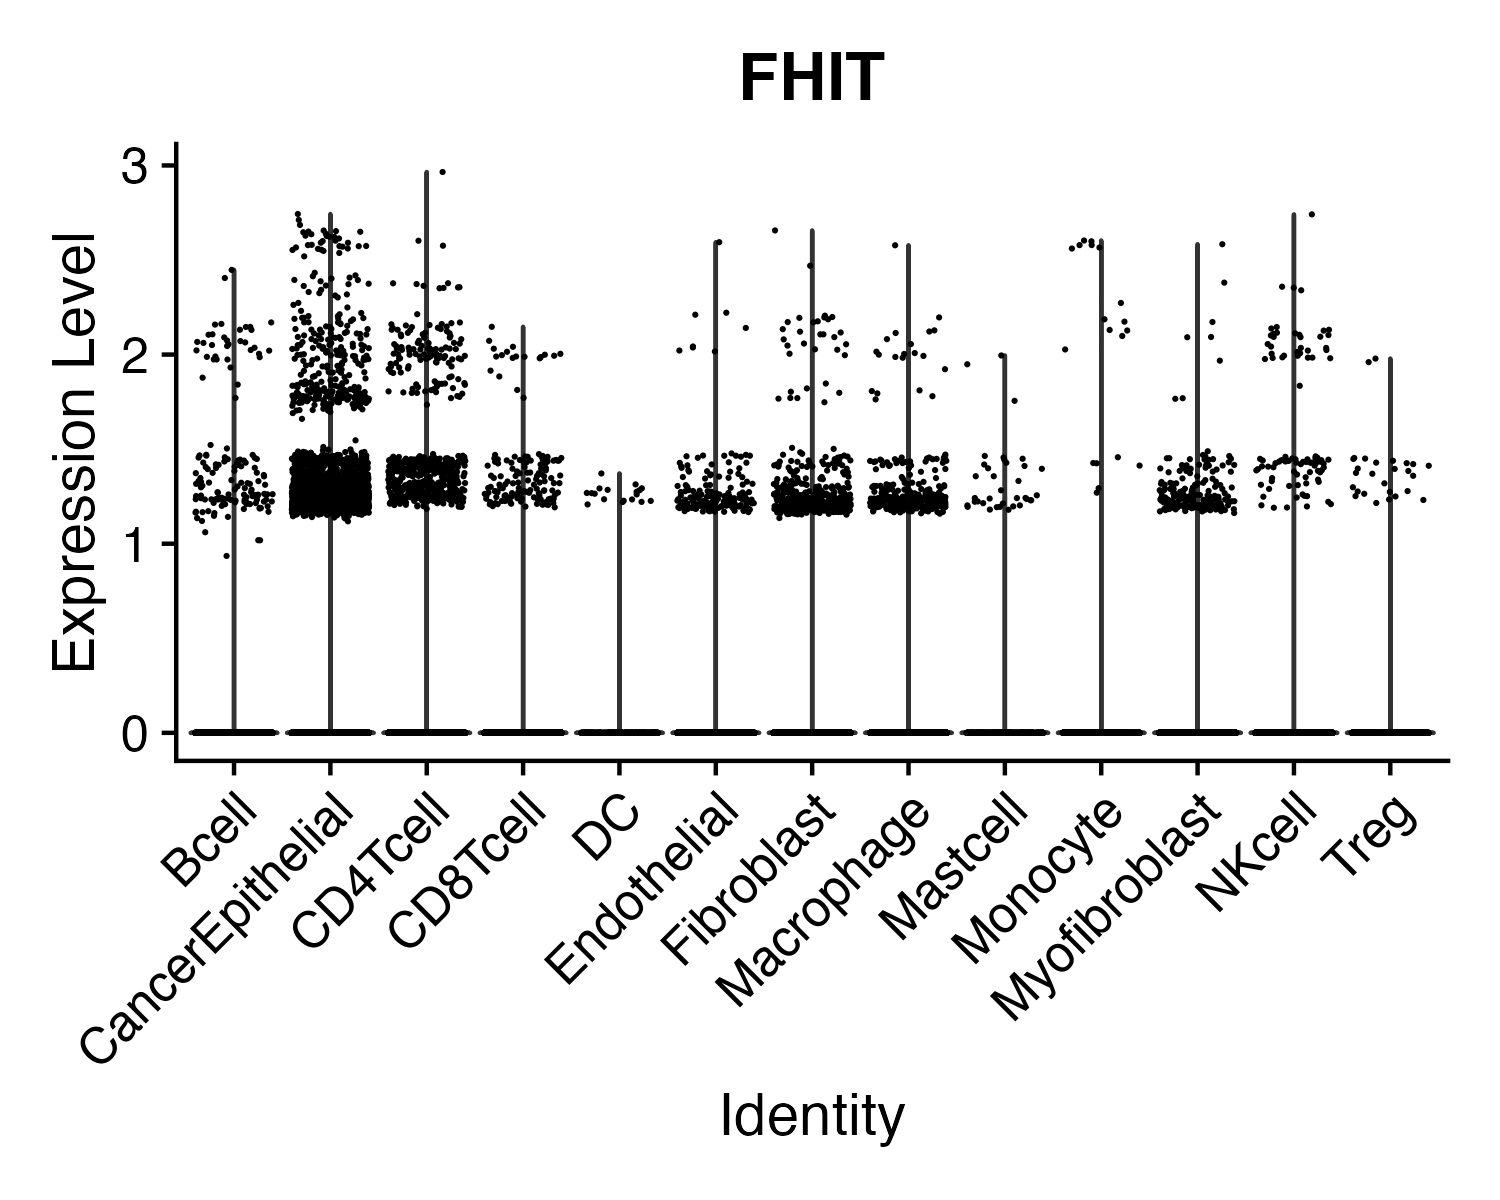 FHIT
Expression Level
3
2
1
0
Bcell
CancerEpithelial
CD4Tcell
CD8Tcell
DC
Endothelial
Fibroblast
Macrophage
Mastcell
Monocyte
Myofibroblast
NKcell
Treg
Identity